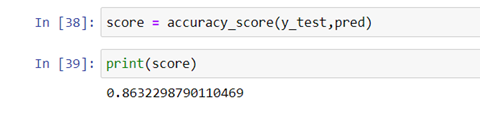 In [38]: score = accuracy_score(y_test,pred)
In [39]: print(score)
0.8632298790110469